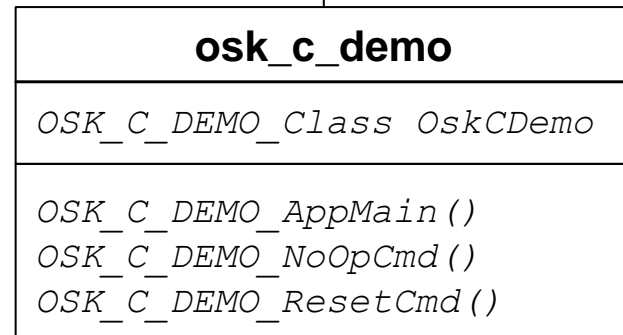 osk_c_demo
OSK_C_DEMO_Class OskCDemo
OSK_C_DEMO_AppMain()
OSK_C_DEMO_NoOpCmd()
OSK_C_DEMO_ResetCmd()